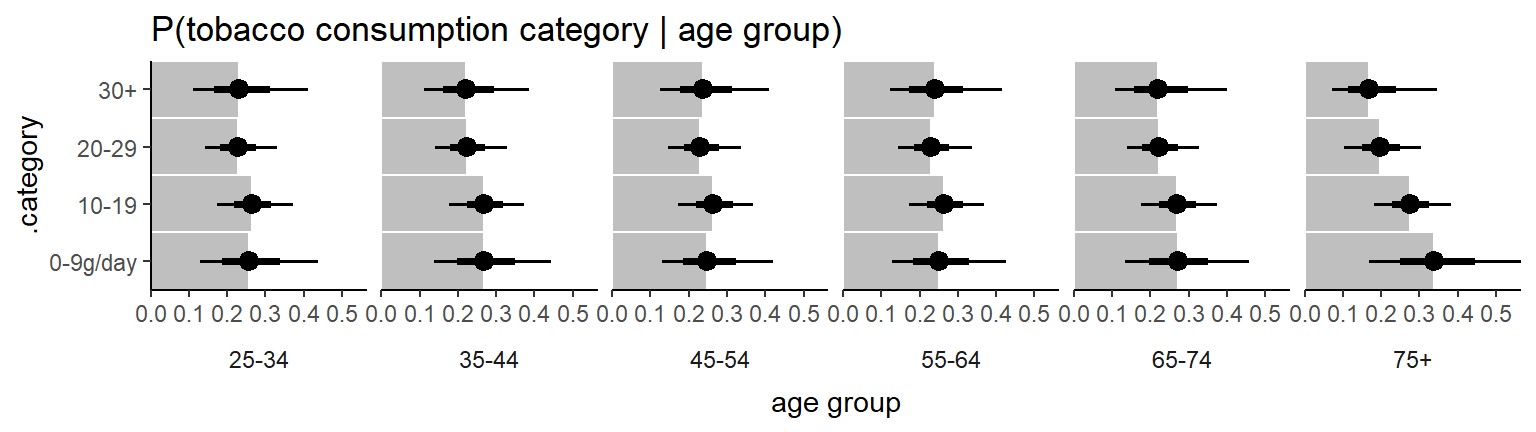 P(tobacco consumption category | age group)
.category
30+
20-29
10-19
0-9g/day
0.0 0.1 0.2 0.3 0.4 0.5 0.0 0.1 0.2 0.3 0.4 0.5 0.0 0.1 0.2 0.3 0.4 0.5 0.0 0.1 0.2 0.3 0.4 0.5 0.0 0.1 0.2 0.3 0.4 0.5 0.0 0.1 0.2 0.3 0.4 0.5
25-34 35-44 45-54 55-64 65-74 75+
age group